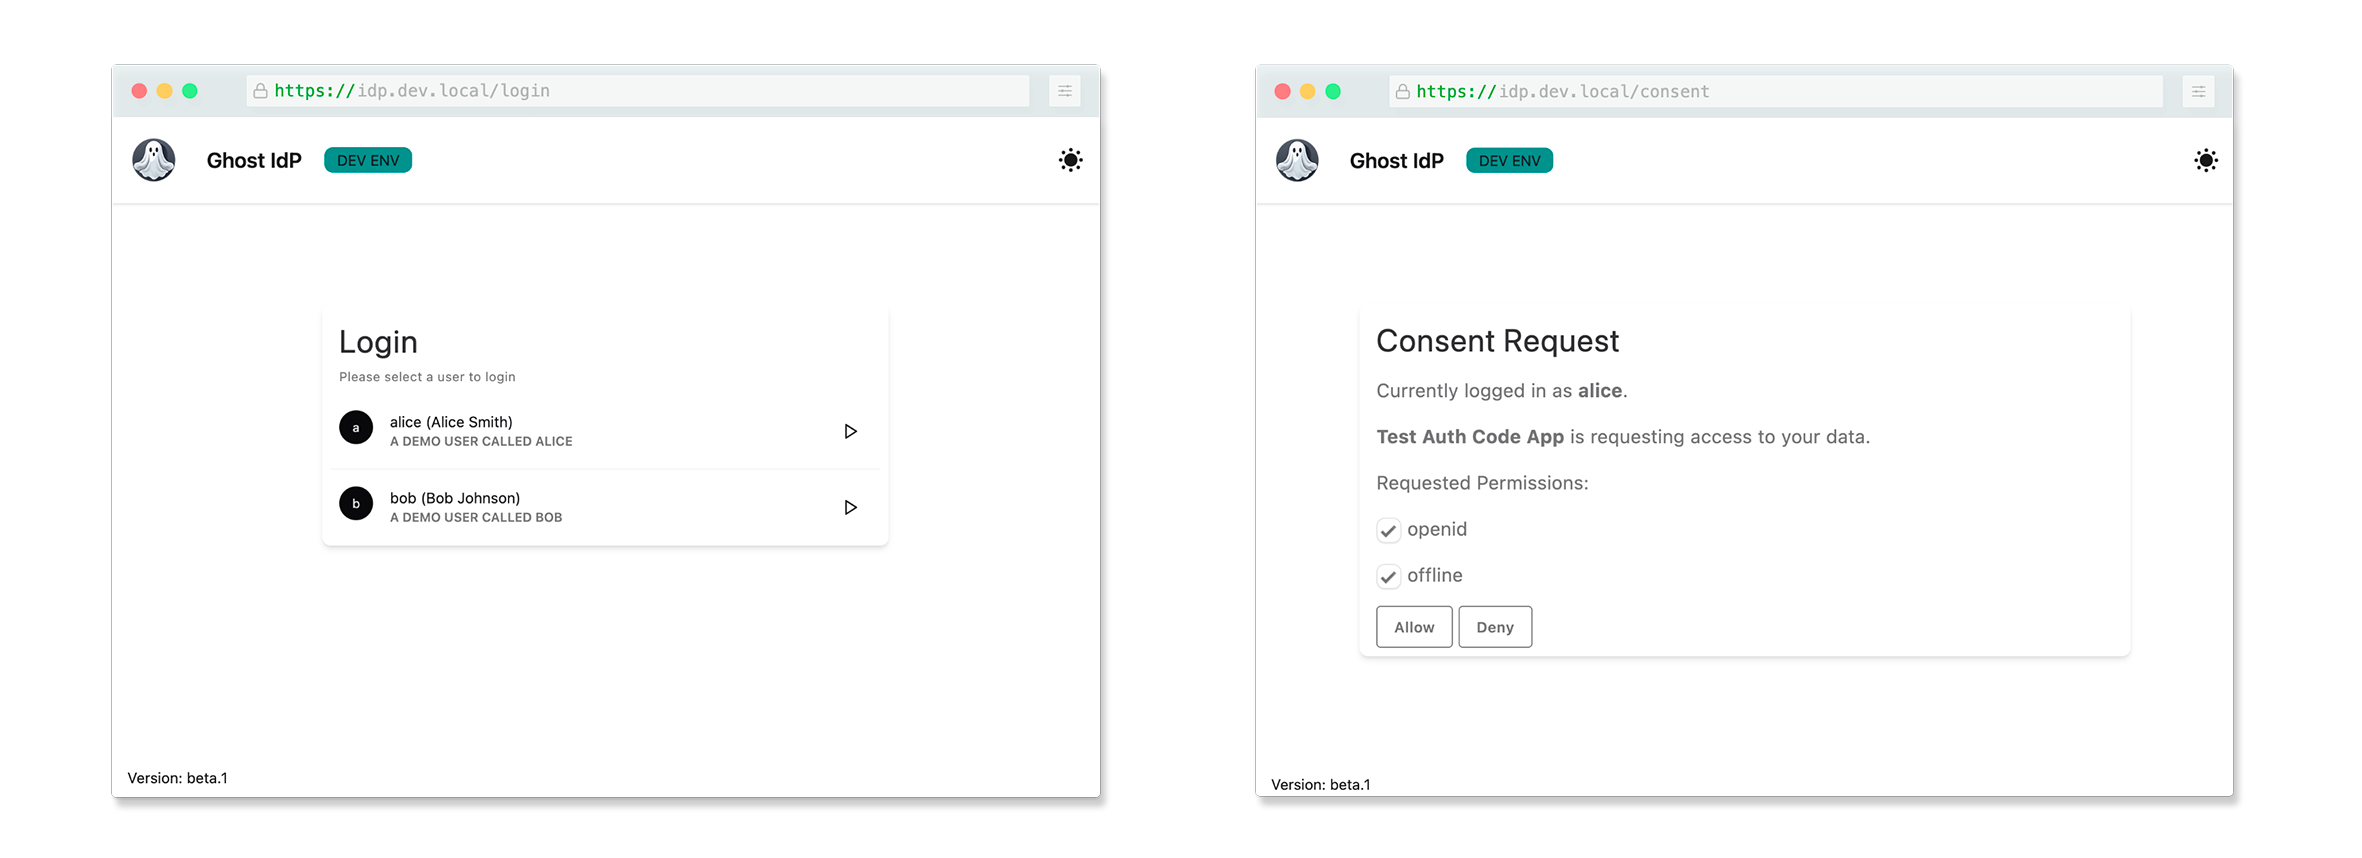 https://idp.dev.local/login
Ghost IdP DEV ENV
Login
Please select a user to login
a
alice (Alice Smith)
A DEMO USER CALLED ALICE
b
bob (Bob Johnson)
A DEMO USER CALLED BOB
Version: beta.1
https://idp.dev.local/consent
Ghost IdP DEV ENV
Consent Request
Currently logged in as alice.
Test Auth Code App is requesting access to your data.
Requested Permissions:
openid
offline
Allow Deny
Version: beta.1